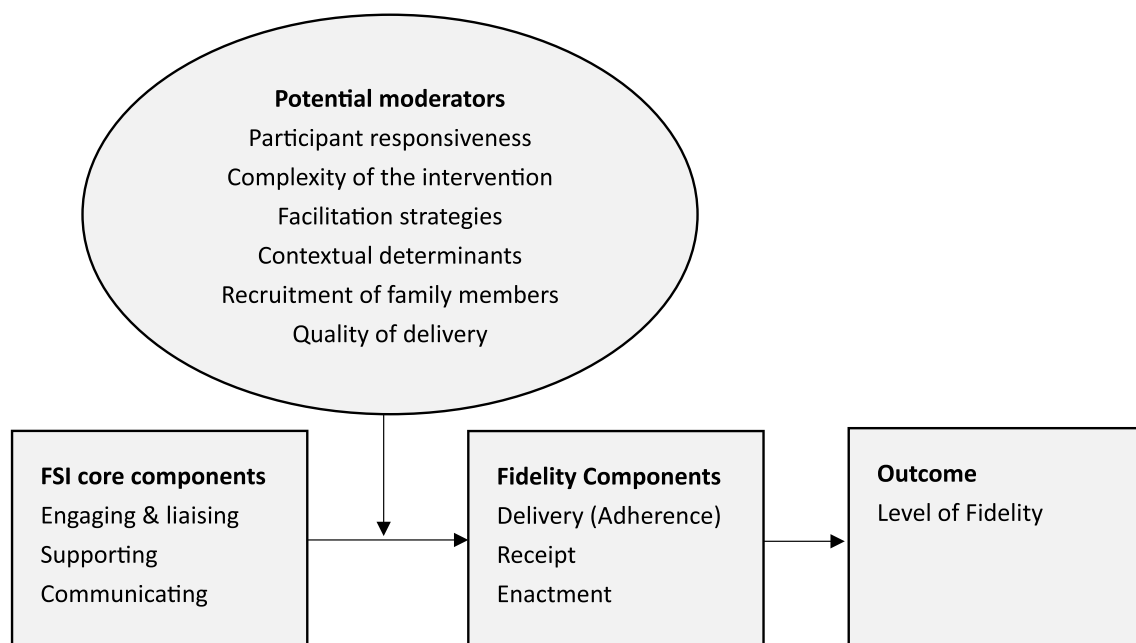 Potential moderators
Participant responsiveness
Complexity of the intervention
Facilitation strategies
Contextual determinants
Recruitment of family members
Quality of delivery
FSI core components
Engaging & liaising
Supporting
Communicating
Fidelity Components
Delivery (Adherence)
Receipt
Enactment
Outcome
Level of Fidelity